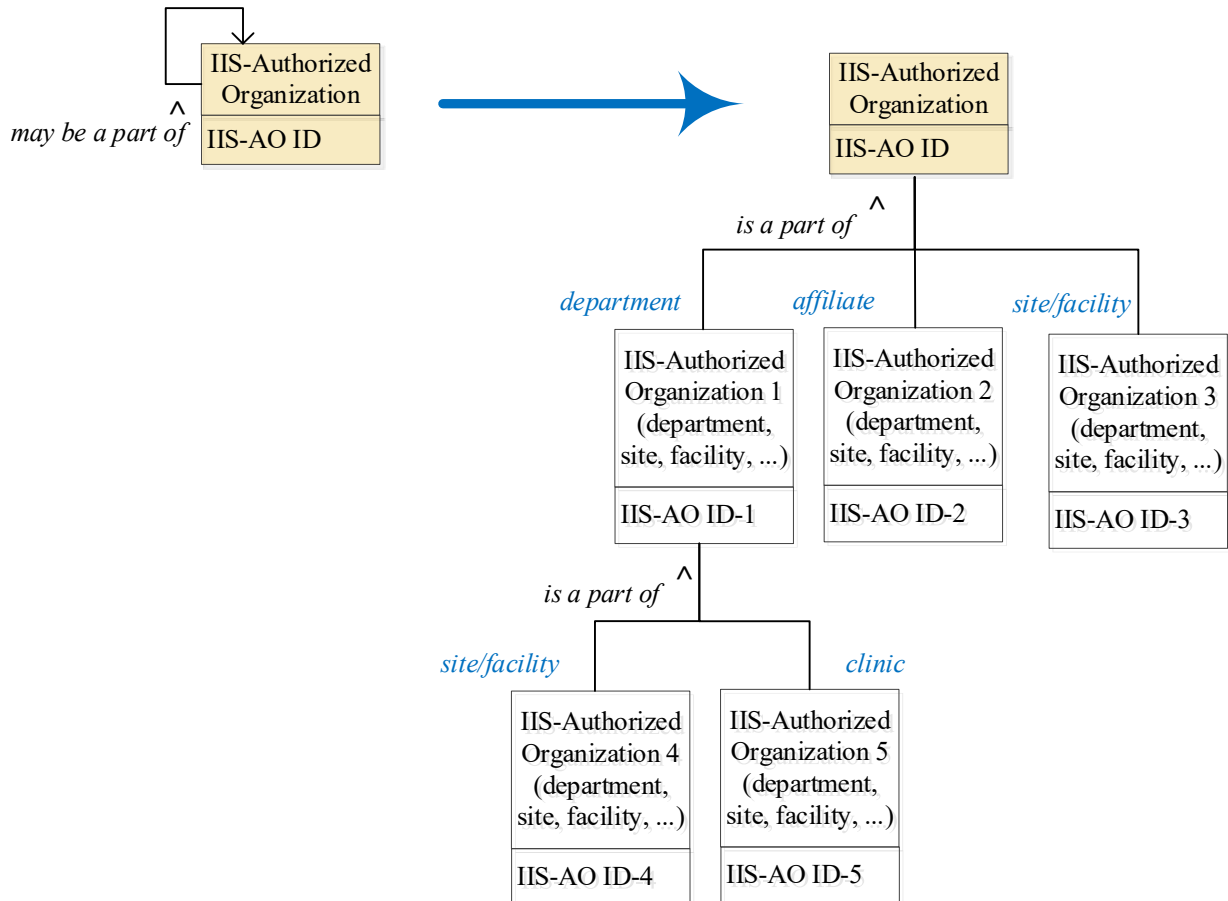 IIS-Authorized
Organization
^
may be a part of
IIS-AO ID
IIS-Authorized
Organization
IIS-AO ID
^
is a part of
department
affiliate
site/facility
IIS-Authorized
Organization 1
(department,
site, facility, ...)
IIS-AO ID-1
IIS-Authorized
Organization 2
(department,
site, facility, ...)
IIS-AO ID-2
IIS-Authorized
Organization 3
(department,
site, facility, ...)
IIS-AO ID-3
^
is a part of
site/facility
clinic
IIS-Authorized
Organization 4
(department,
site, facility, ...)
IIS-AO ID-4
IIS-Authorized
Organization 5
(department,
site, facility, ...)
IIS-AO ID-5